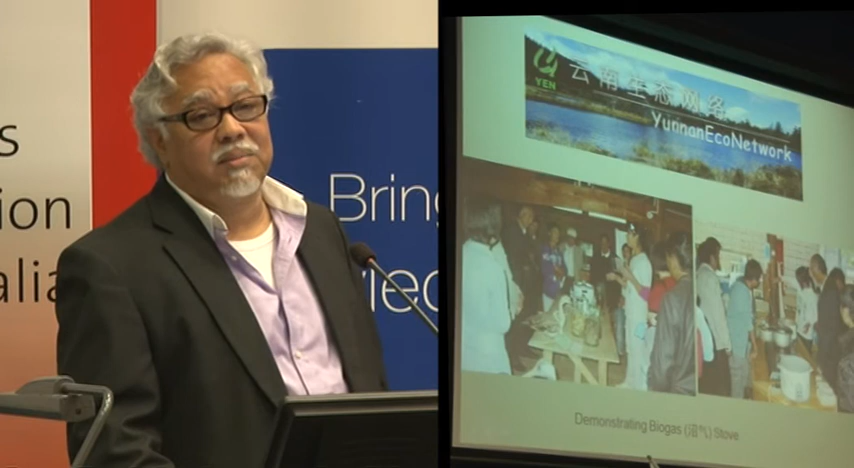 s
ion
alia
Bring
YEN
云南生态网络
YunnanEcoNetwork
Demonstrating Biogas (沼气) Stove